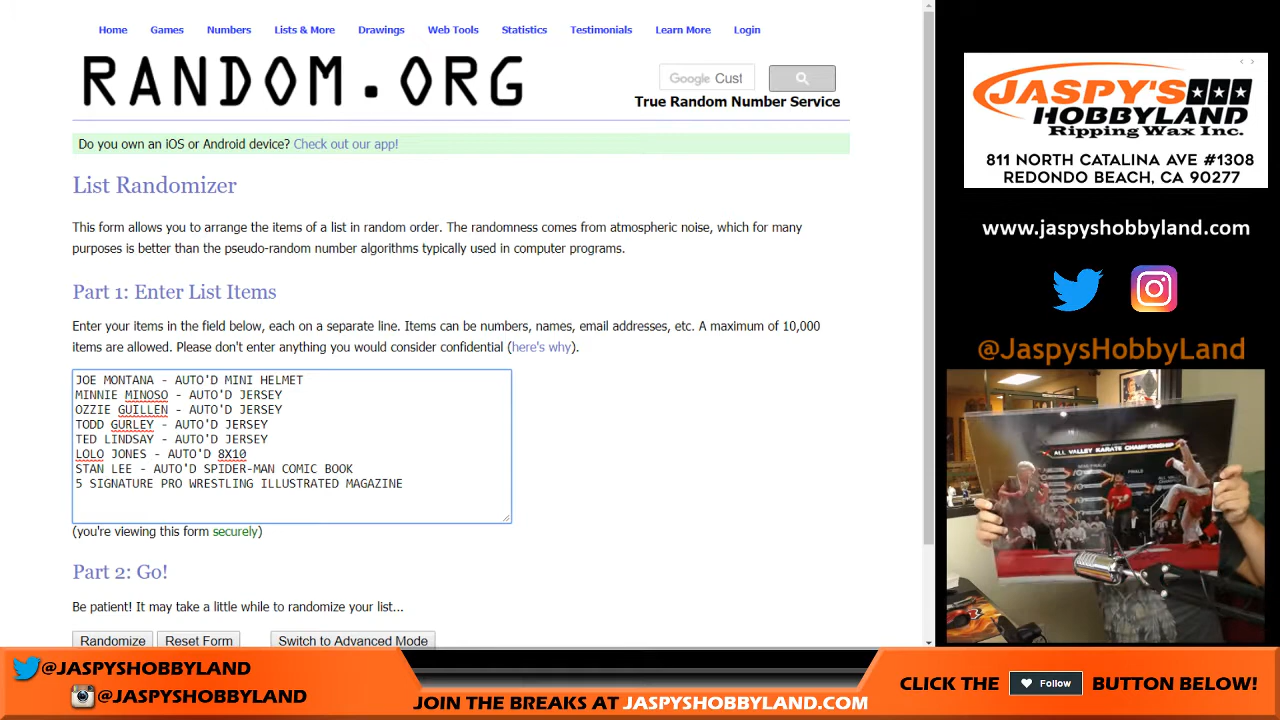 Home Games Numbers Lists & More Drawings Web Tools Statistics Testimonials Learn More Login
RANDOM.ORG
Google Cust
True Random Number Service
Do you own an iOS or Android device? Check out our app!
List Randomizer
This form allows you to arrange the items of a list in random order. The randomness comes from atmospheric noise, which for many
purposes is better than the pseudo-random number algorithms typically used in computer programs.
Part 1: Enter List Items
Enter your items in the field below, each on a separate line. Items can be numbers, names, email addresses, etc. A maximum of 10,000
items are allowed. Please don't enter anything you would consider confidential (here's why).
JOE MONTANA - AUTO'D MINI HELMET
MINNIE MINOSO - AUTO'D JERSEY
OZZIE GUILLEN - AUTO'D JERSEY
TODD GURLEY - AUTO'D JERSEY
TED LINDSAY - AUTO'D JERSEY
LOLO JONES - AUTO'D 8X10
STAN LEE - AUTO'D SPIDER-MAN COMIC BOOK
5 SIGNATURE PRO WRESTLING ILLUSTRATED MAGAZINE
(you're viewing this form securely)
Part 2: Go!
Be patient! It may take a little while to randomize your list...
Randomize Reset Form Switch to Advanced Mode
JASPY'S
HOBBYLAND
Ripping Wax Inc.
811 NORTH CATALINA AVE #1308
REDONDO BEACH, CA 90277
www.jaspyshobbyland.com
@JaspysHobbyLand
ALL VALLEY KARATE CHAMPIONSHIP
SEMI-FINALS
FINALS
@JASPYSHOBBYLAND
@JASPYSHOBBYLAND
JOIN THE BREAKS AT JASPYSHOBBYLAND.COM
CLICK THE Follow BUTTON BELOW!